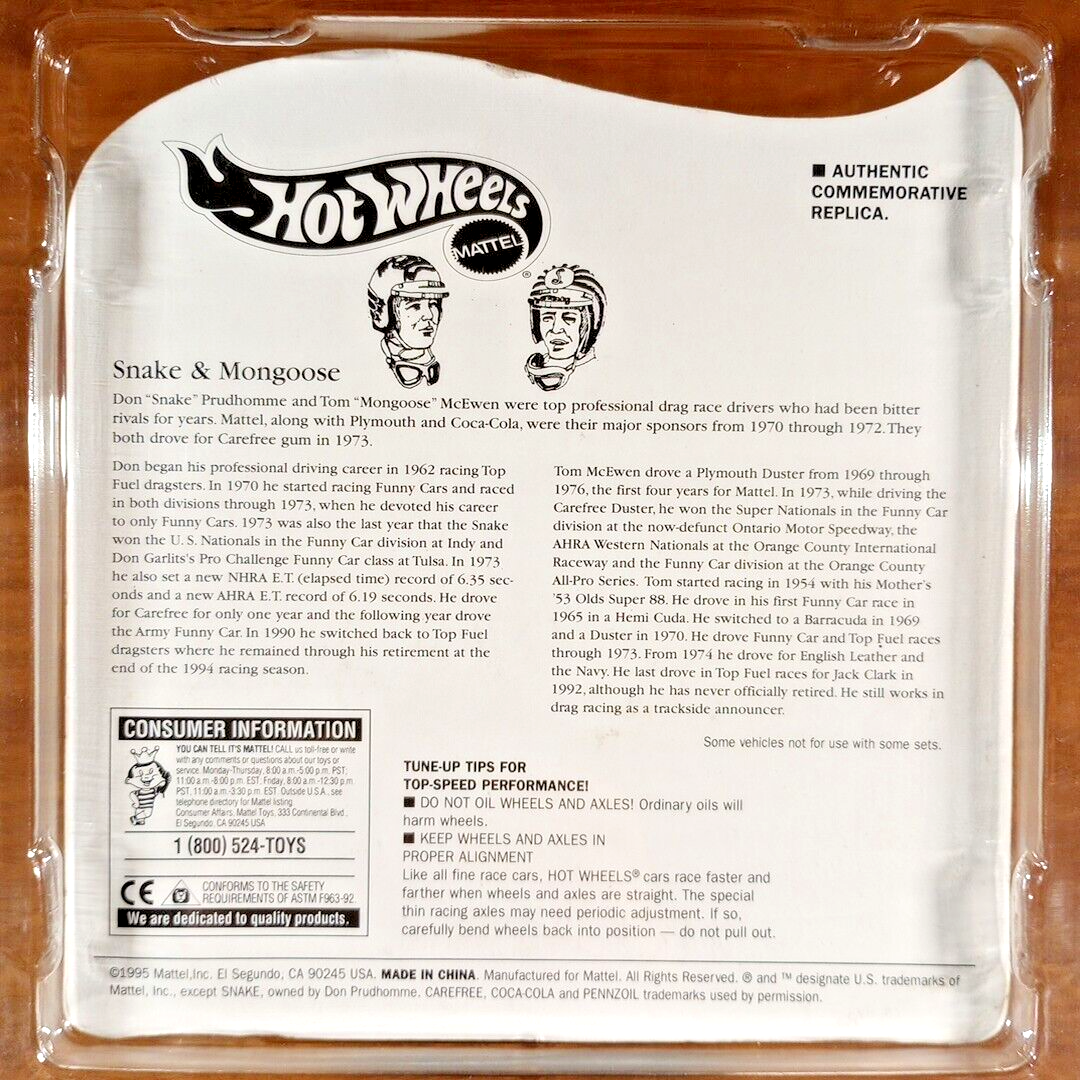 HOT WHEELS
MATTEL
®
■ AUTHENTIC
COMMEMORATIVE
REPLICA.
Snake & Mongoose
Don “Snake” Prudhomme and Tom “Mongoose” McEwen were top professional drag race drivers who had been bitter
rivals for years. Mattel, along with Plymouth and Coca-Cola, were their major sponsors from 1970 through 1972. They
both drove for Carefree gum in 1973.
Don began his professional driving career in 1962 racing Top
Fuel dragsters. In 1970 he started racing Funny Cars and raced
in both divisions through 1973, when he devoted his career
to only Funny Cars. 1973 was also the last year that the Snake
won the U. S. Nationals in the Funny Car division at Indy and
Don Garlits's Pro Challenge Funny Car class at Tulsa. In 1973
he also set a new NHRA E.T. (elapsed time) record of 6.35 sec-
onds and a new AHRA E.T. record of 6.19 seconds. He drove
for Carefree for only one year and the following year drove
the Army Funny Car. In 1990 he switched back to Top Fuel
dragsters where he remained through his retirement at the
end of the 1994 racing season.
Tom McEwen drove a Plymouth Duster from 1969 through
1976, the first four years for Mattel. In 1973, while driving the
Carefree Duster, he won the Super Nationals in the Funny Car
division at the now-defunct Ontario Motor Speedway, the
AHRA Western Nationals at the Orange County International
Raceway and the Funny Car division at the Orange County
All-Pro Series. Tom started racing in 1954 with his Mother's
'53 Olds Super 88. He drove in his first Funny Car race in
1965 in a Hemi Cuda. He switched to a Barracuda in 1969
and a Duster in 1970. He drove Funny Car and Top Fuel races
through 1973. From 1974 he drove for English Leather and
the Navy. He last drove in Top Fuel races for Jack Clark in
1992, although he has never officially retired. He still works in
drag racing as a trackside announcer.
Some vehicles not for use with some sets.
CONSUMER INFORMATION
YOU CAN TELL IT'S MATTEL! CALL us toll-free or write
with any comments or questions about our toys or
service. Monday-Thursday, 8:00 a.m.-5:00 p.m. PST;
11:00 a.m.-8:00 p.m. EST, Friday, 8:00 a.m.-12:30 p.m.
PST, 11:00 a.m.-3:30 p.m. EST. Outside U.S.A., see
telephone directory for Mattel listing.
Consumer Affairs, Mattel Toys, 333 Continental Blvd.,
El Segundo, CA 90245 USA
1 (800) 524-TOYS
CE
CONFORMS TO THE SAFETY
REQUIREMENTS OF ASTM F963-92.
We are dedicated to quality products.
TUNE-UP TIPS FOR
TOP-SPEED PERFORMANCE!
■ DO NOT OIL WHEELS AND AXLES! Ordinary oils will
harm wheels.
■ KEEP WHEELS AND AXLES IN
PROPER ALIGNMENT
Like all fine race cars, HOT WHEELS® cars race faster and
farther when wheels and axles are straight. The special
thin racing axles may need periodic adjustment. If so,
carefully bend wheels back into position — do not pull out.
©1995 Mattel,Inc. El Segundo, CA 90245 USA. MADE IN CHINA. Manufactured for Mattel. All Rights Reserved. ® and ™ designate U.S. trademarks of
Mattel, Inc., except SNAKE, owned by Don Prudhomme. CAREFREE, COCA-COLA and PENNZOIL trademarks used by permission.